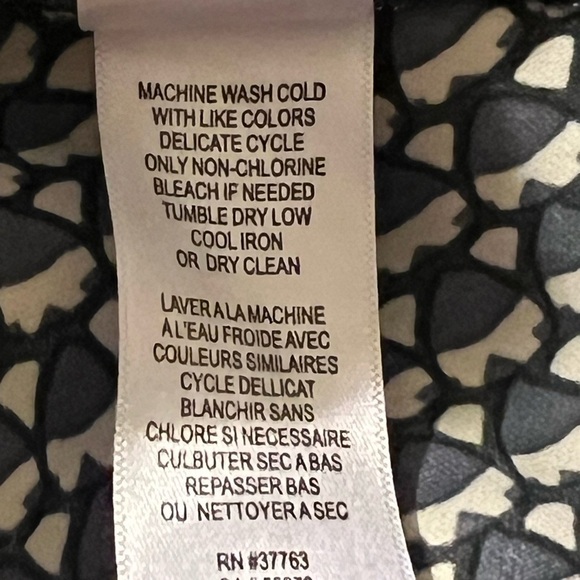 MACHINE WASH COLD
WITH LIKE COLORS
DELICATE CYCLE
ONLY NON-CHLORINE
BLEACH IF NEEDED
TUMBLE DRY LOW
COOL IRON
OR DRY CLEAN
LAVER A LA MACHINE
A L'EAU FROIDE AVEC
COULEURS SIMILAIRES
CYCLE DELLICAT
BLANCHIR SANS
CHLORE SI NECESSAIRE
CULBUTER SEC A BAS
REPASSER BAS
OU NETTOYER A SEC
RN #37763